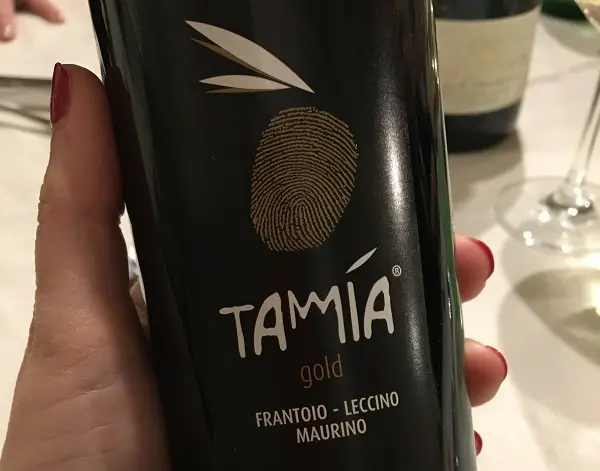 TAMÍA®
gold
FRANTOIO - LECCINO
MAURINO